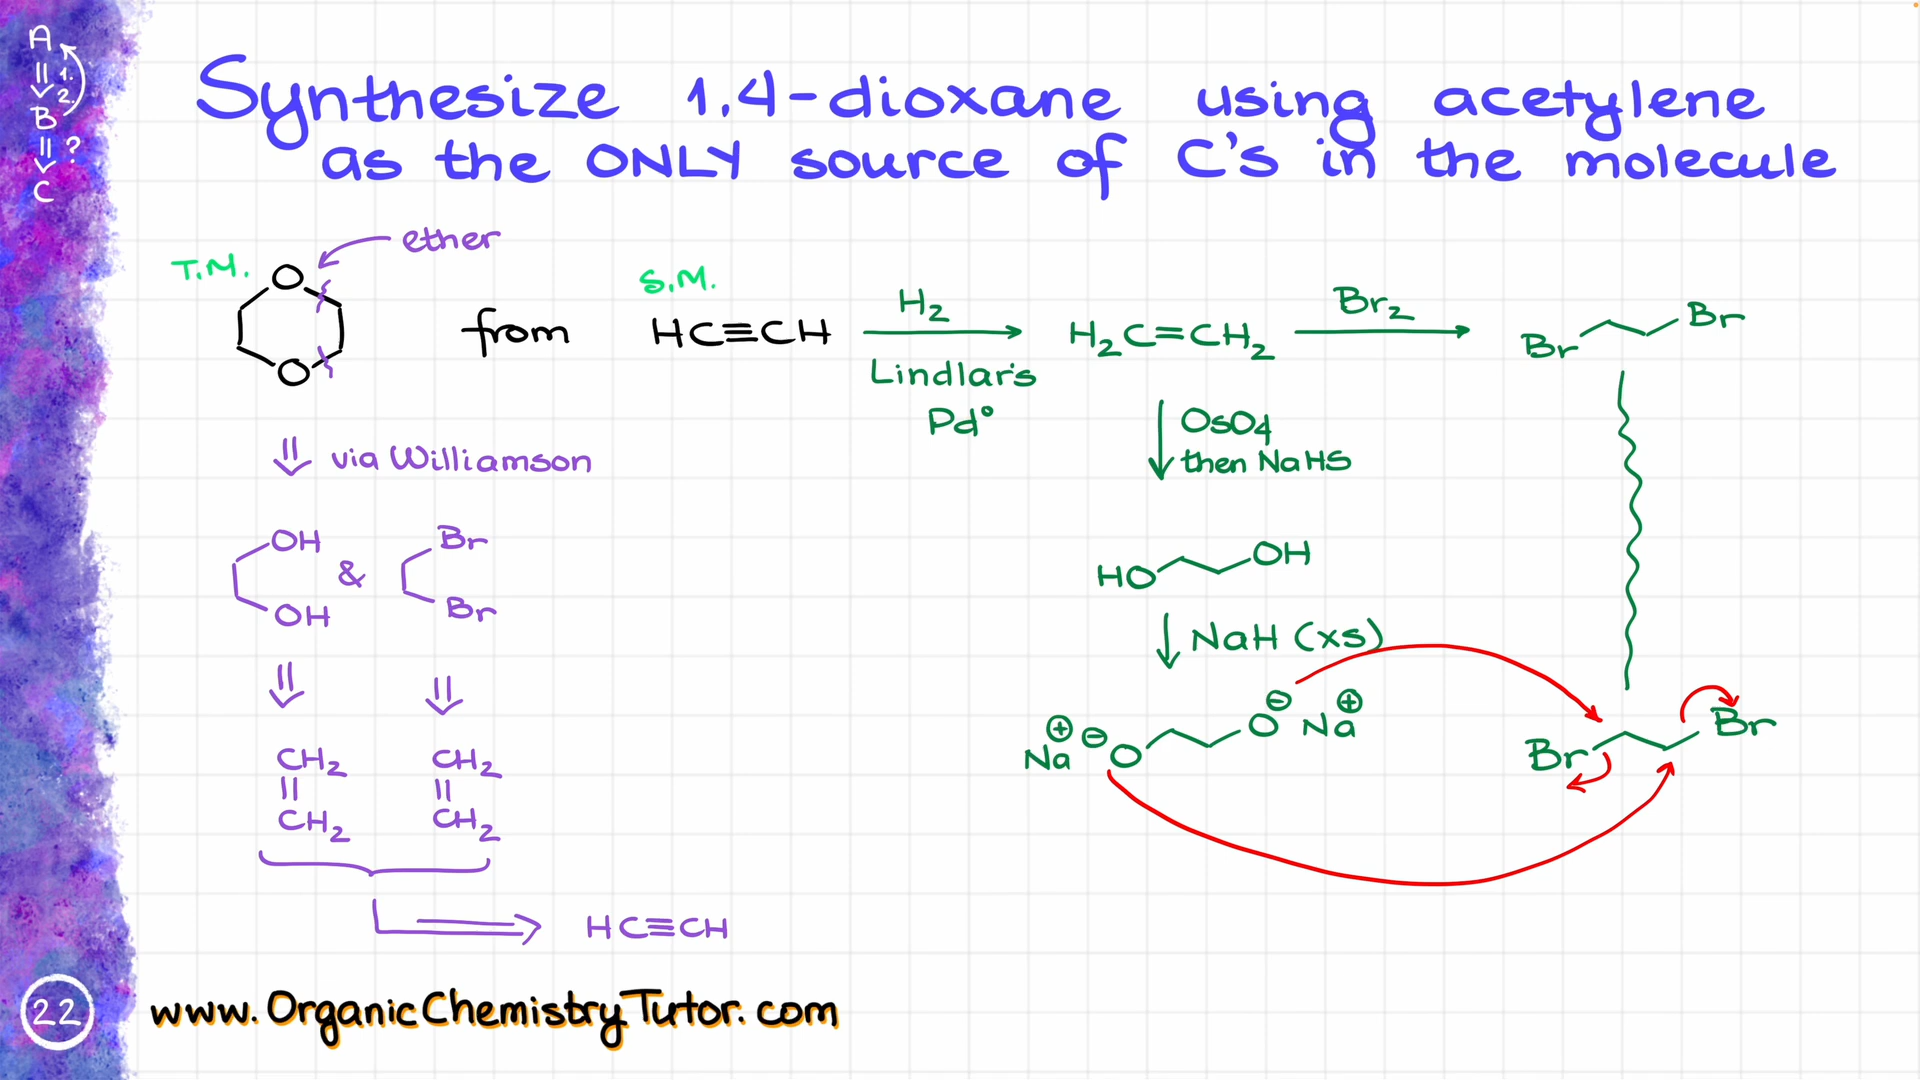 A
1.
2.
B
?
C
Synthesize 1,4-dioxane using acetylene
as the ONLY source of C's in the molecule
T.M.
ether
O
O
from
S.M.
HC≡CH
H₂
Lindlar's
Pd°
H₂C=CH₂
Br₂
Br Br
via Williamson
OsO4
then NaHS
OH
OH
&
Br
Br
HO OH
NaH (xs)
Na⊕ ⊖O O⊖ Na⊕
Br Br
CH₂
||
CH₂
CH₂
||
CH₂
HC≡CH
22
www.OrganicChemistryTutor.com